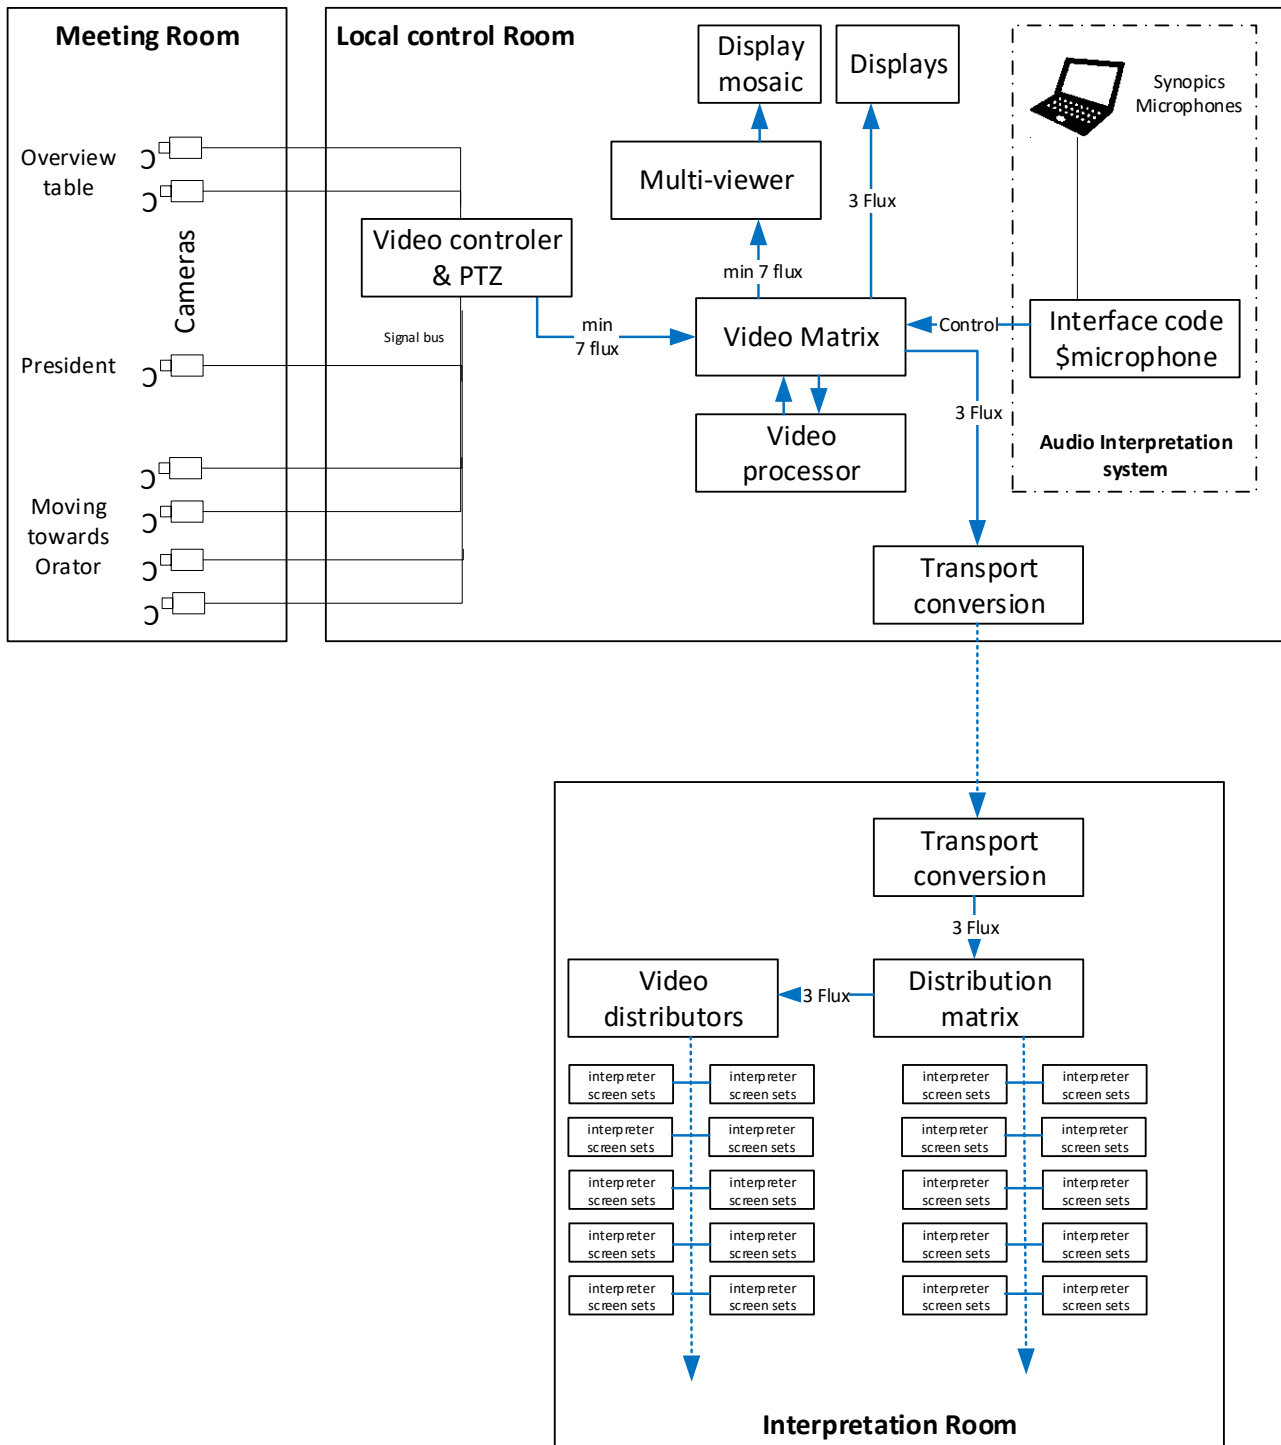 Meeting Room
Overview
table
Cameras
President
Moving
towards
Orator
Local control Room
Display
mosaic
Displays
Multi-viewer
3 Flux
min 7 flux
Video controler
& PTZ
Signal bus
min
7 flux
Video Matrix
Control
Video
processor
3 Flux
Synopics
Microphones
Interface code
$microphone
Audio Interpretation
system
Transport
conversion
Transport
conversion
3 Flux
Video
distributors
3 Flux
Distribution
matrix
interpreter
screen sets
interpreter
screen sets
interpreter
screen sets
interpreter
screen sets
interpreter
screen sets
interpreter
screen sets
interpreter
screen sets
interpreter
screen sets
interpreter
screen sets
interpreter
screen sets
interpreter
screen sets
interpreter
screen sets
interpreter
screen sets
interpreter
screen sets
interpreter
screen sets
interpreter
screen sets
interpreter
screen sets
interpreter
screen sets
interpreter
screen sets
interpreter
screen sets
Interpretation Room